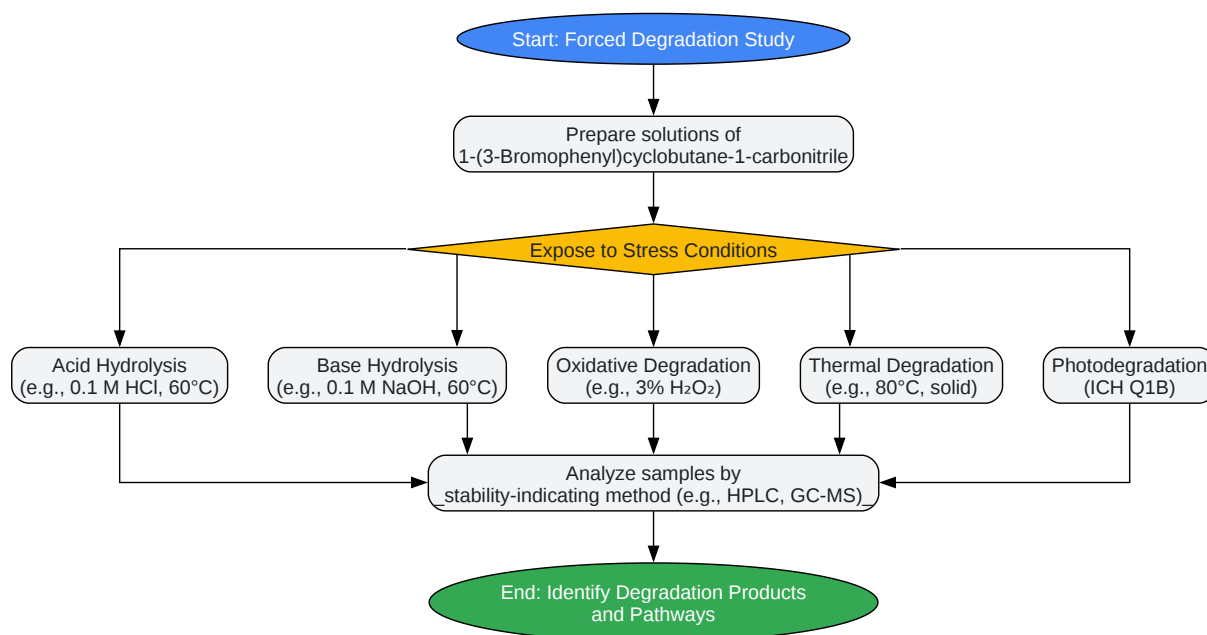 Start: Forced Degradation Study
Prepare solutions of
1-(3-Bromophenyl)cyclobutane-1-carbonitrile
Expose to Stress Conditions
Acid Hydrolysis
(e.g., 0.1 M HCl, 60°C)
Base Hydrolysis
(e.g., 0.1 M NaOH, 60°C)
Oxidative Degradation
(e.g., 3% H₂O₂)
Thermal Degradation
(e.g., 80°C, solid)
Photodegradation
(ICH Q1B)
Analyze samples by
_stability-indicating method (e.g., HPLC, GC-MS)_
End: Identify Degradation Products
and Pathways